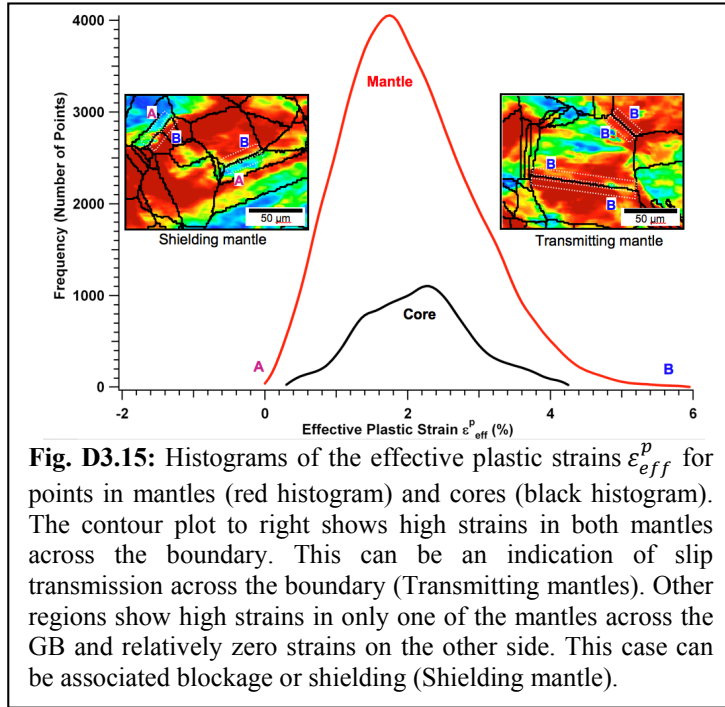 4000
3000
2000
1000
0
Frequency (Number of Points)
Mantle
Core
A
B
B
A
50 µm
Shielding mantle
B
B
B
B
50 µm
Transmitting mantle
A
B
-2 0 2 4 6
Effective Plastic Strain ε^p_eff (%)
Fig. D3.15: Histograms of the effective plastic strains ε^p_eff for
points in mantles (red histogram) and cores (black histogram).
The contour plot to right shows high strains in both mantles
across the boundary. This can be an indication of slip
transmission across the boundary (Transmitting mantles). Other
regions show high strains in only one of the mantles across the
GB and relatively zero strains on the other side. This case can
be associated blockage or shielding (Shielding mantle).